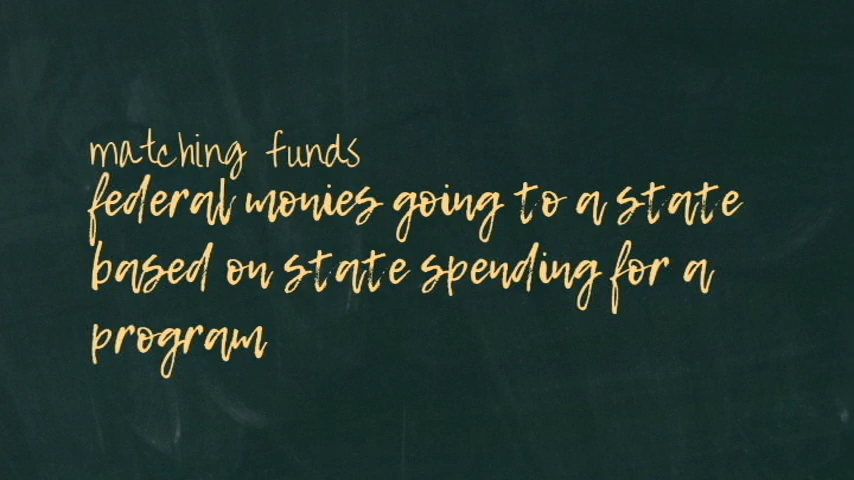 matching funds
federal monies going to a state
based on state spending for a
program